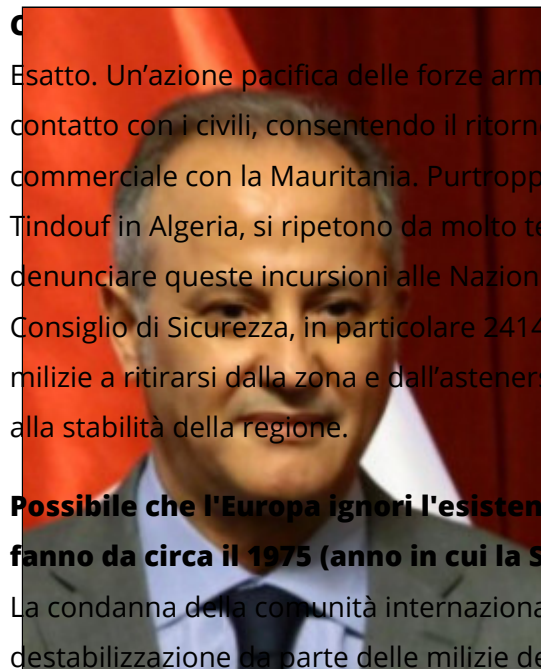 Esatto. Un'azione pacifica delle forze arm
contatto con i civili, consentendo il ritorn
commerciale con la Mauritania. Purtropp
Tindouf in Algeria, si ripetono da molto te
denunciare queste incursioni alle Nazion
Consiglio di Sicurezza, in particolare 2414
milizie a ritirarsi dalla zona e dall'asteners
alla stabilità della regione.
Possibile che l'Europa ignori l'esisten
fanno da circa il 1975 (anno in cui la S
La condanna della comunità internaziona
destabilizzazione da parte delle milizie de